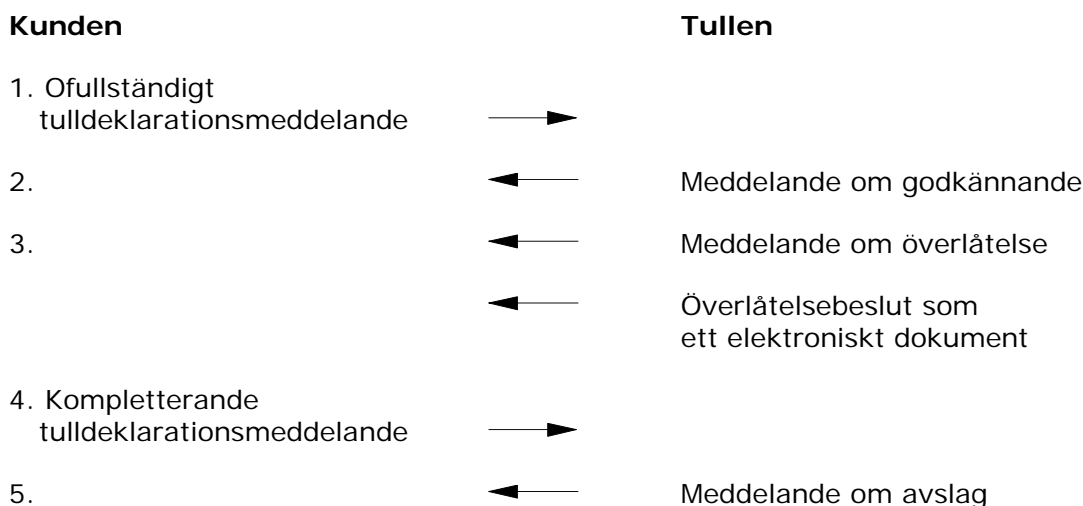 Kunden Tullen
1. Ofullständigt
tulldeklarationsmeddelande
2. Meddelande om godkännande
3. Meddelande om överlåtelse
Överlåtelsebeslut som
ett elektroniskt dokument
4. Kompletterande
tulldeklarationsmeddelande
5. Meddelande om avslag